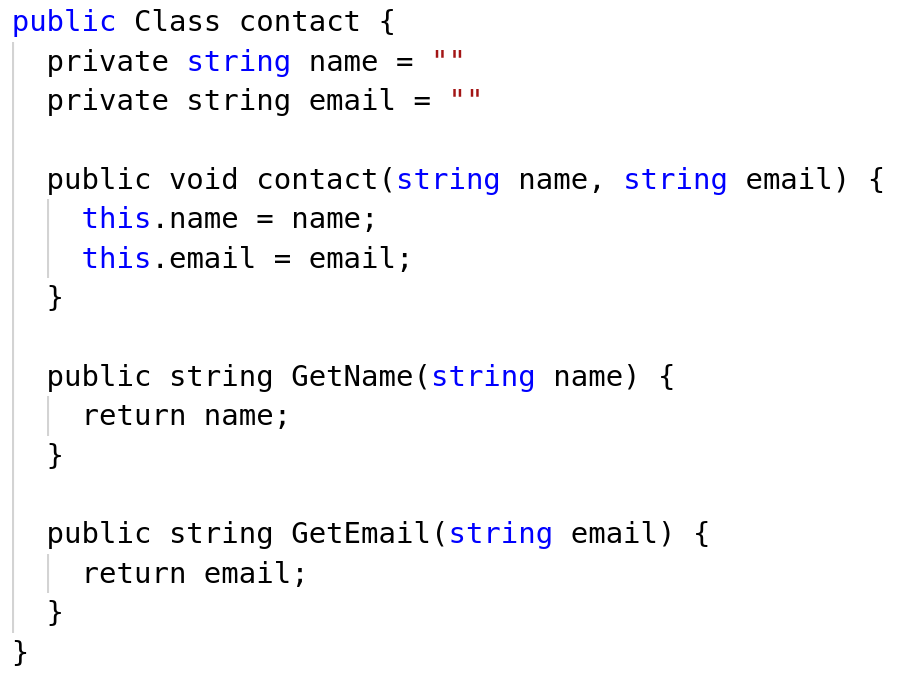 public Class contact {
  private string name = ""
  private string email = ""

  public void contact(string name, string email) {
    this.name = name;
    this.email = email;
  }

  public string GetName(string name) {
    return name;
  }

  public string GetEmail(string email) {
    return email;
  }
}